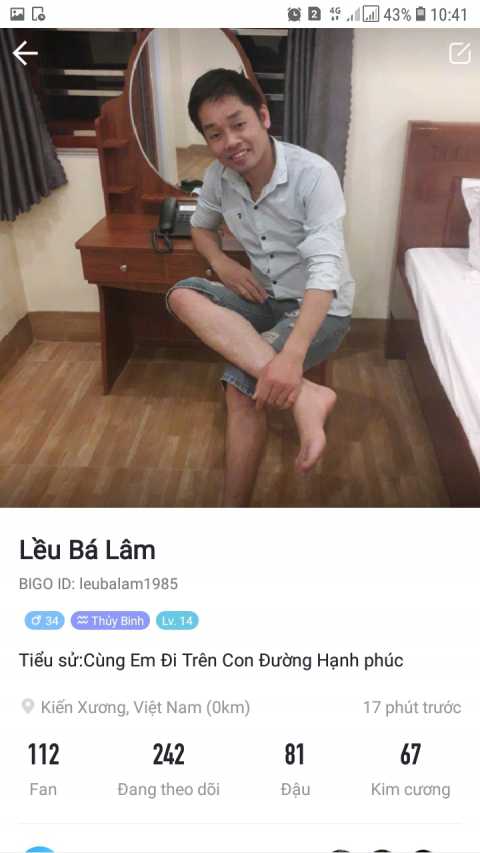 2 4G 43% 10:41
Lều Bá Lâm
BIGO ID: leubalam1985
34 Thủy Bình Lv. 14
Tiểu sử:Cùng Em Đi Trên Con Đường Hạnh phúc
Kiến Xương, Việt Nam (0km) 17 phút trước
112 242 81 67
Fan Đang theo dõi Đậu Kim cương